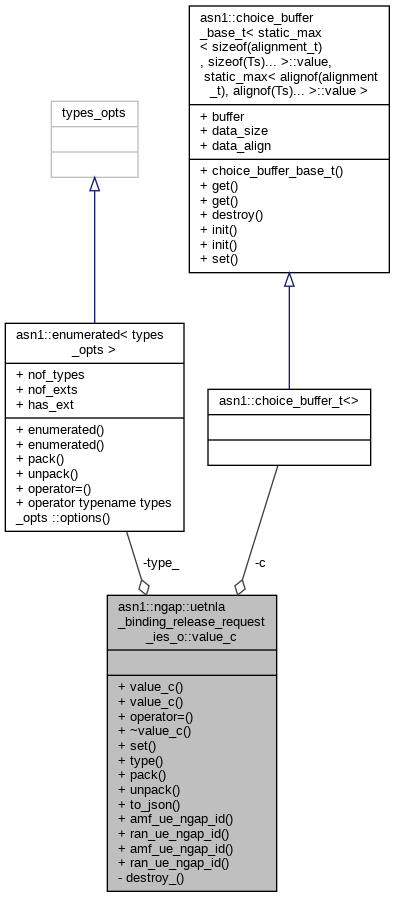 asn1::choice_buffer
_base_t< static_max
< sizeof(alignment_t)
, sizeof(Ts)... >::value,
static_max< alignof(alignment
_t), alignof(Ts)... >::value >
+ buffer
+ data_size
+ data_align
+ choice_buffer_base_t()
+ get()
+ get()
+ destroy()
+ init()
+ init()
+ set()
types_opts
asn1::enumerated< types
_opts >
+ nof_types
+ nof_exts
+ has_ext
+ enumerated()
+ enumerated()
+ pack()
+ unpack()
+ operator=()
+ operator typename types
_opts ::options()
asn1::choice_buffer_t<>
-type_
-c
asn1::ngap::uetnla
_binding_release_request
_ies_o::value_c
+ value_c()
+ value_c()
+ operator=()
+ ~value_c()
+ set()
+ type()
+ pack()
+ unpack()
+ to_json()
+ amf_ue_ngap_id()
+ ran_ue_ngap_id()
+ amf_ue_ngap_id()
+ ran_ue_ngap_id()
- destroy_()